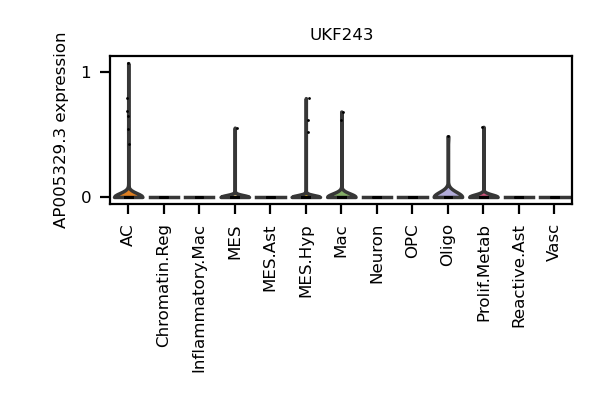 UKF243
AP005329.3 expression
1
0
AC
Chromatin.Reg
Inflammatory.Mac
MES
MES.Ast
MES.Hyp
Mac
Neuron
OPC
Oligo
Prolif.Metab
Reactive.Ast
Vasc